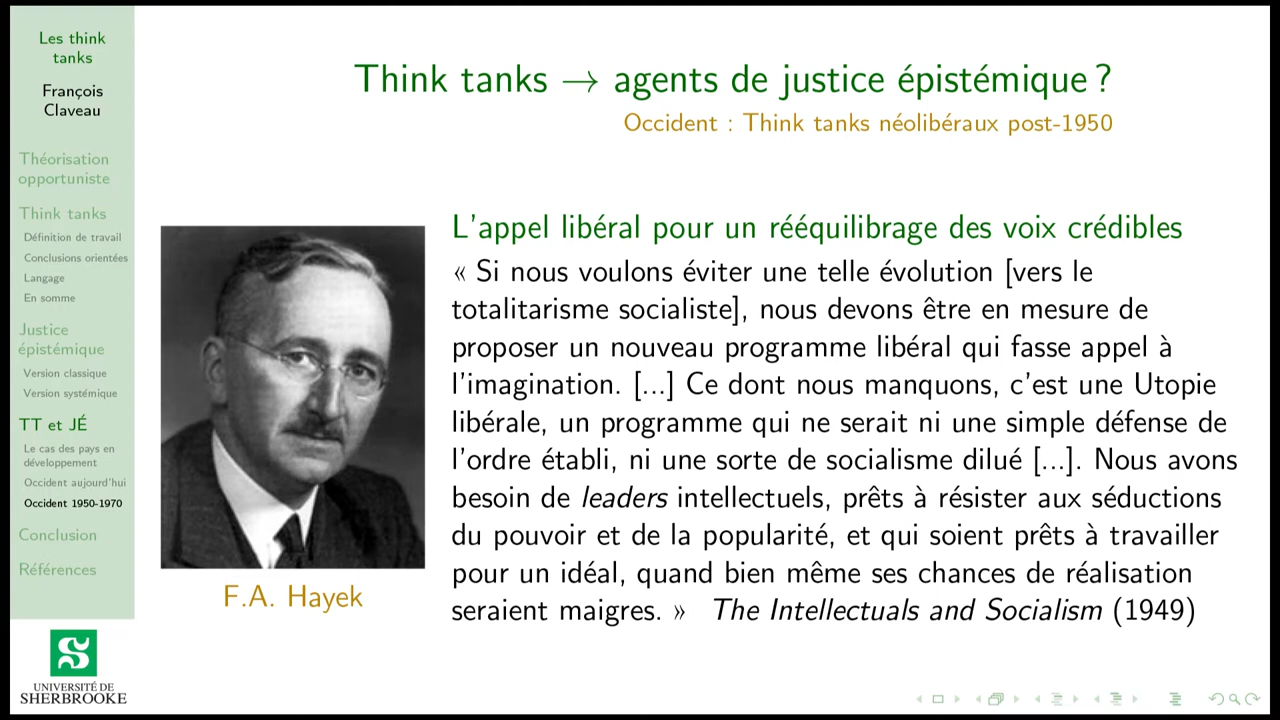 Les think
tanks
François
Claveau
Théorisation
opportuniste
Think tanks
Définition de travail
Conclusions orientées
Langage
En somme
Justice
épistémique
Version classique
Version systémique
TT et JÉ
Le cas des pays en
développement
Occident aujourd'hui
Occident 1950-1970
Conclusion
Références
UNIVERSITÉ DE
SHERBROOKE
Think tanks → agents de justice épistémique ?
Occident : Think tanks néolibéraux post-1950
F.A. Hayek
L'appel libéral pour un rééquilibrage des voix crédibles
« Si nous voulons éviter une telle évolution [vers le
totalitarisme socialiste], nous devons être en mesure de
proposer un nouveau programme libéral qui fasse appel à
l'imagination. [...] Ce dont nous manquons, c'est une Utopie
libérale, un programme qui ne serait ni une simple défense de
l'ordre établi, ni une sorte de socialisme dilué [...]. Nous avons
besoin de leaders intellectuels, prêts à résister aux séductions
du pouvoir et de la popularité, et qui soient prêts à travailler
pour un idéal, quand bien même ses chances de réalisation
seraient maigres. » The Intellectuals and Socialism (1949)